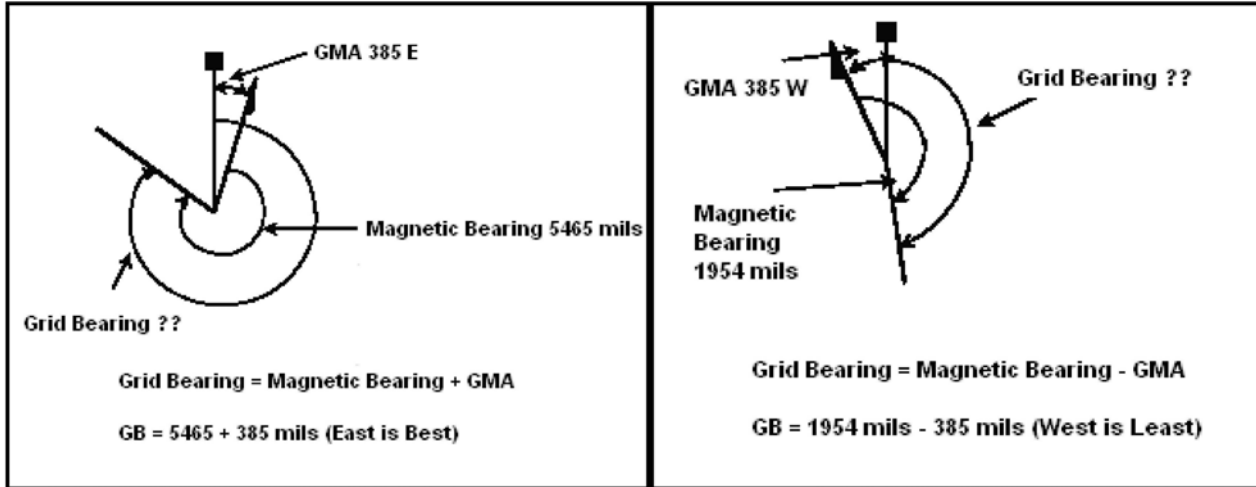 GMA 385 E
Magnetic Bearing 5465 mils
Grid Bearing ??
Grid Bearing = Magnetic Bearing + GMA
GB = 5465 + 385 mils (East is Best)
GMA 385 W
Grid Bearing ??
Magnetic
Bearing
1954 mils
Grid Bearing = Magnetic Bearing - GMA
GB = 1954 mils - 385 mils (West is Least)